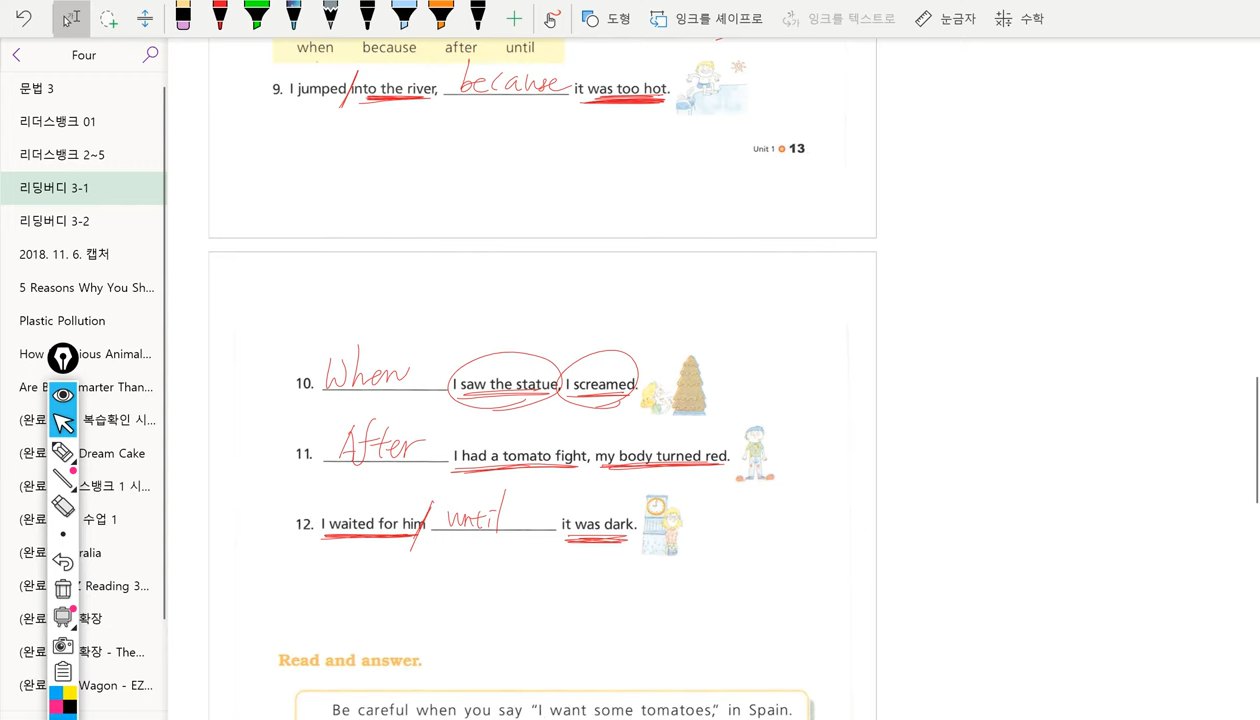 도형 잉크를 셰이프로 잉크를 텍스트로 눈금자 수학
Four
문법 3
리더스뱅크 01
리더스뱅크 2~5
리딩버디 3-1
리딩버디 3-2
2018. 11. 6. 캡처
5 Reasons Why You Sh...
Plastic Pollution
How ious Animal...
Are B marter Than...
(완료 복습확인 시...
(완료 Dream Cake
(완료 스뱅크 1 시...
(완료 수업 1
(완료 ralia
(완료 Z Reading 3...
(완료 확장
(완료 확장 - The...
(완료 Wagon - EZ...
when because after until
9. I jumped into the river, because it was too hot.
Unit 1 13
10. When I saw the statue, I screamed.
11. After I had a tomato fight, my body turned red.
12. I waited for him until it was dark.
Read and answer.
Be careful when you say “I want some tomatoes,” in Spain.